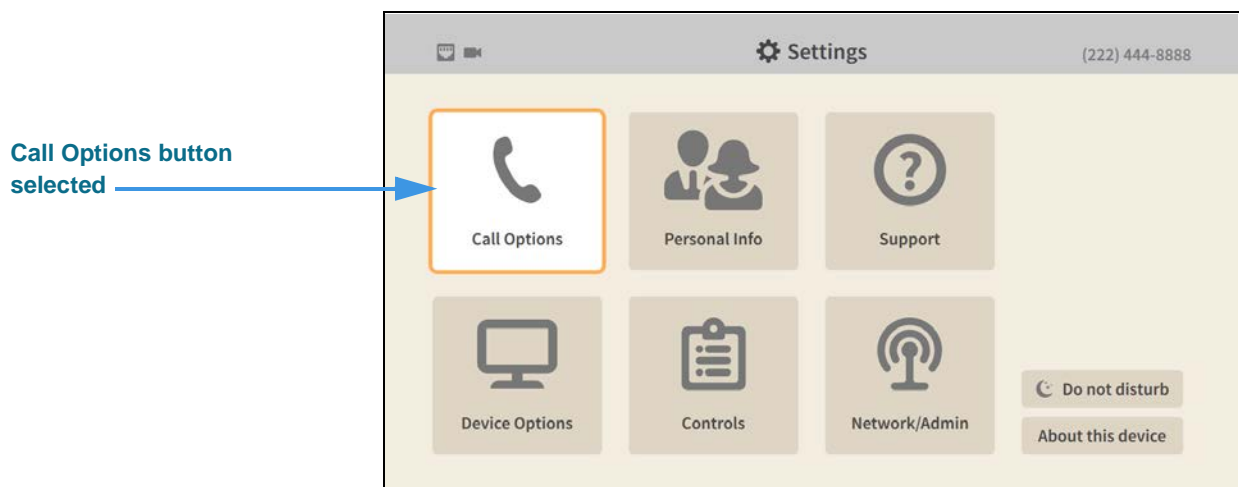 Settings
(222) 444-8888
Call Options button
selected
Call Options
Personal Info
Support
Device Options
Controls
Network/Admin
Do not disturb
About this device